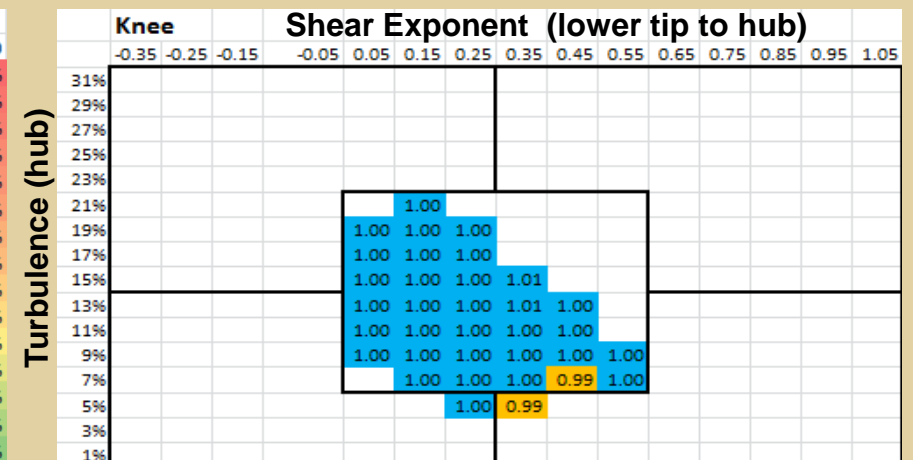 Knee Shear Exponent (lower tip to hub)
-0.35 -0.25 -0.15 -0.05 0.05 0.15 0.25 0.35 0.45 0.55 0.65 0.75 0.85 0.95 1.05
Turbulence (hub)
31%
29%
27%
25%
23%
21% 1.00
19% 1.00 1.00 1.00
17% 1.00 1.00 1.00
15% 1.00 1.00 1.00 1.01
13% 1.00 1.00 1.00 1.01 1.00
11% 1.00 1.00 1.00 1.00 1.00
9% 1.00 1.00 1.00 1.00 1.00 1.00
7% 1.00 1.00 1.00 0.99 1.00
5% 1.00 0.99
3%
1%